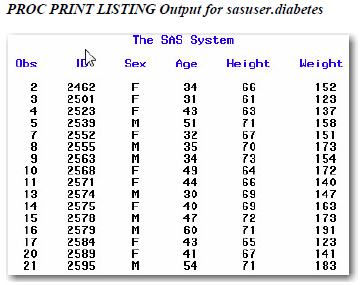 PROC PRINT LISTING Output for sasuser.diabetes
The SAS System
Obs ID Sex Age Height Weight
2 2462 F 34 66 152
3 2501 F 31 61 123
4 2523 F 43 63 137
5 2539 M 51 71 158
7 2552 F 32 67 151
8 2555 M 35 70 173
9 2563 M 34 73 154
10 2568 F 49 64 172
11 2571 F 44 66 140
13 2574 M 30 69 147
14 2575 F 40 69 163
15 2578 M 47 72 173
16 2579 M 60 71 191
17 2584 F 43 65 123
20 2589 F 41 67 141
21 2595 M 54 71 183